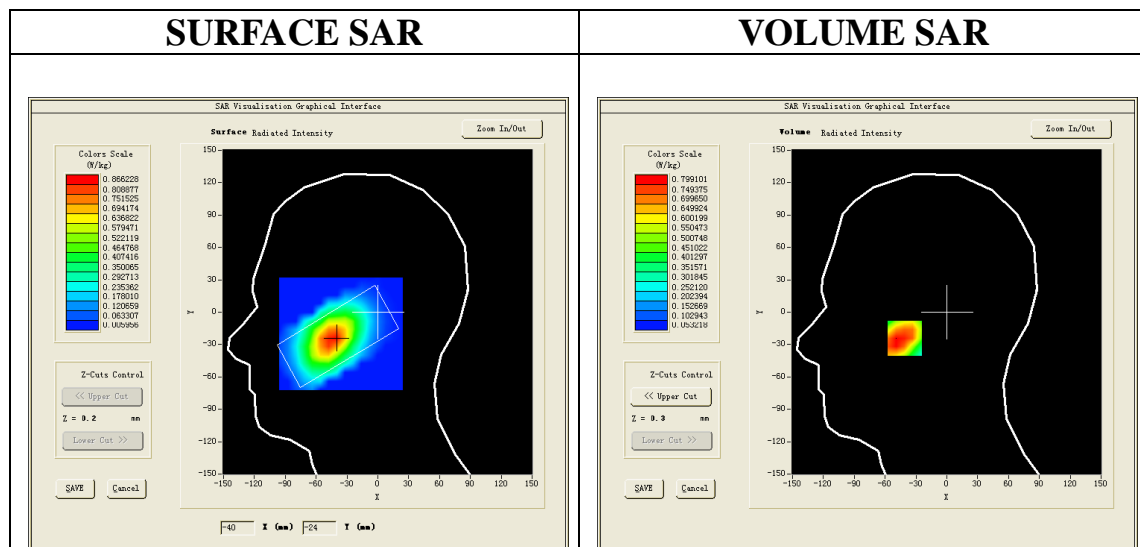 SURFACE SAR
VOLUME SAR
SAR Visualisation Graphical Interface
Surface Radiated Intensity
Zoom In/Out
Colors Scale
(W/kg)
0.866228
0.808877
0.751525
0.694174
0.636822
0.579471
0.522119
0.464768
0.407416
0.350065
0.292713
0.235362
0.178010
0.120659
0.063307
0.005956
Z-Cuts Control
<< Upper Cut
Z = 0.2 mm
Lower Cut >>
SAVE Cancel
150
120
90
60
30
0
-30
-60
-90
-120
-150
Y
-150 -120 -90 -60 -30 0 30 60 90 120 150
X
-40 X (mm) -24 Y (mm)
SAR Visualisation Graphical Interface
Volume Radiated Intensity
Zoom In/Out
Colors Scale
(W/kg)
0.799101
0.749375
0.699650
0.649924
0.600199
0.550473
0.500748
0.451022
0.401297
0.351571
0.301845
0.252120
0.202394
0.152669
0.102943
0.053218
Z-Cuts Control
<< Upper Cut
Z = 0.3 mm
Lower Cut >>
SAVE Cancel
150
120
90
60
30
0
-30
-60
-90
-120
-150
Y
-150 -120 -90 -60 -30 0 30 60 90 120 150
X